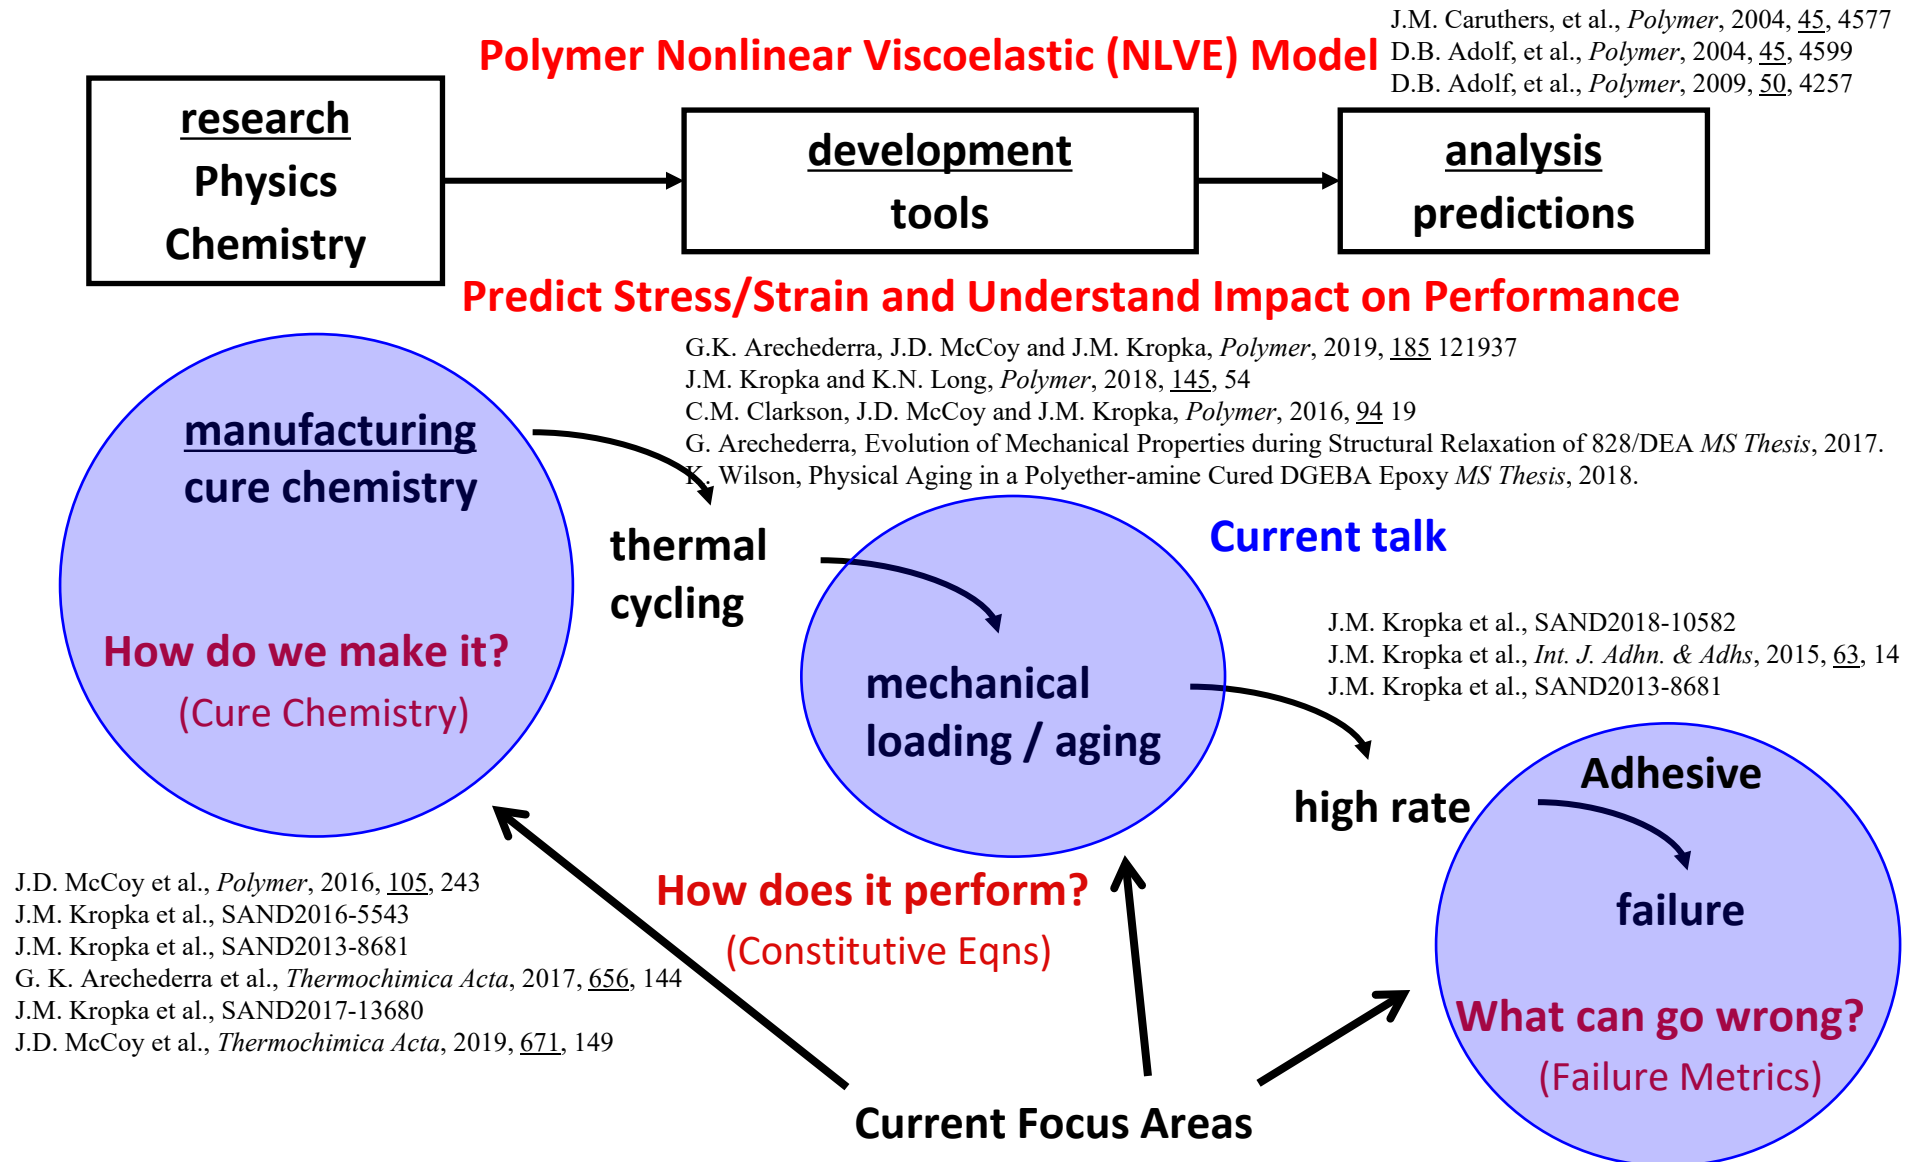 Polymer Nonlinear Viscoelastic (NLVE) Model
J.M. Caruthers, et al., Polymer, 2004, 45, 4577
D.B. Adolf, et al., Polymer, 2004, 45, 4599
D.B. Adolf, et al., Polymer, 2009, 50, 4257
research
Physics
Chemistry
development
tools
analysis
predictions
Predict Stress/Strain and Understand Impact on Performance
G.K. Arechederra, J.D. McCoy and J.M. Kropka, Polymer, 2019, 185 121937
J.M. Kropka and K.N. Long, Polymer, 2018, 145, 54
C.M. Clarkson, J.D. McCoy and J.M. Kropka, Polymer, 2016, 94 19
G. Arechederra, Evolution of Mechanical Properties during Structural Relaxation of 828/DEA MS Thesis, 2017.
K. Wilson, Physical Aging in a Polyether-amine Cured DGEBA Epoxy MS Thesis, 2018.
manufacturing
cure chemistry
How do we make it?
(Cure Chemistry)
thermal
cycling
Current talk
mechanical
loading / aging
J.M. Kropka et al., SAND2018-10582
J.M. Kropka et al., Int. J. Adhn. & Adhs, 2015, 63, 14
J.M. Kropka et al., SAND2013-8681
high rate
Adhesive
failure
What can go wrong?
(Failure Metrics)
How does it perform?
(Constitutive Eqns)
J.D. McCoy et al., Polymer, 2016, 105, 243
J.M. Kropka et al., SAND2016-5543
J.M. Kropka et al., SAND2013-8681
G. K. Arechederra et al., Thermochimica Acta, 2017, 656, 144
J.M. Kropka et al., SAND2017-13680
J.D. McCoy et al., Thermochimica Acta, 2019, 671, 149
Current Focus Areas